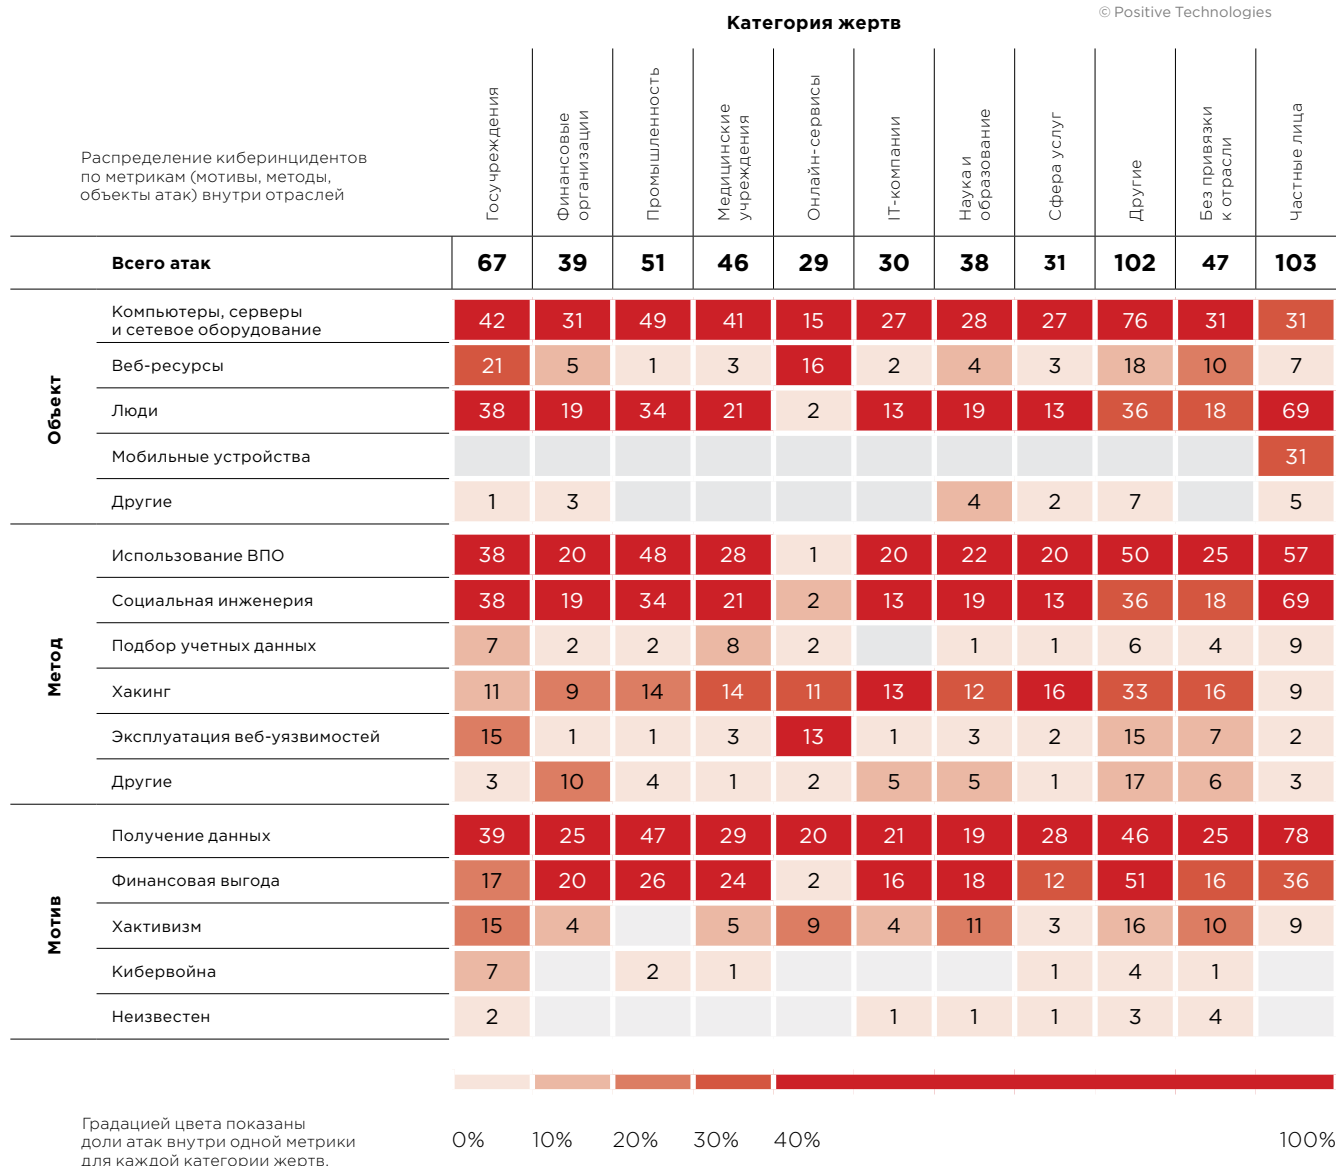 © Positive Technologies
Категория жертв
Распределение киберинцидентов
по метрикам (мотивы, методы,
объекты атак) внутри отраслей
Госучреждения
Финансовые
организации
Промышленность
Медицинские
учреждения
Онлайн-сервисы
IT-компании
Наука и
образование
Сфера услуг
Другие
Без привязки
к отрасли
Частные лица
Всего атак 67 39 51 46 29 30 38 31 102 47 103
Объект
Компьютеры, серверы
и сетевое оборудование 42 31 49 41 15 27 28 27 76 31 31
Веб-ресурсы 21 5 1 3 16 2 4 3 18 10 7
Люди 38 19 34 21 2 13 19 13 36 18 69
Мобильные устройства 31
Другие 1 3 4 2 7 5
Метод
Использование ВПО 38 20 48 28 1 20 22 20 50 25 57
Социальная инженерия 38 19 34 21 2 13 19 13 36 18 69
Подбор учетных данных 7 2 2 8 2 1 1 6 4 9
Хакинг 11 9 14 14 11 13 12 16 33 16 9
Эксплуатация веб-уязвимостей 15 1 1 3 13 1 3 2 15 7 2
Другие 3 10 4 1 2 5 5 1 17 6 3
Мотив
Получение данных 39 25 47 29 20 21 19 28 46 25 78
Финансовая выгода 17 20 26 24 2 16 18 12 51 16 36
Хактивизм 15 4 5 9 4 11 3 16 10 9
Кибервойна 7 2 1 1 4 1
Неизвестен 2 1 1 1 3 4
Градацией цвета показаны
доли атак внутри одной метрики
для каждой категории жертв.
0% 10% 20% 30% 40% 100%